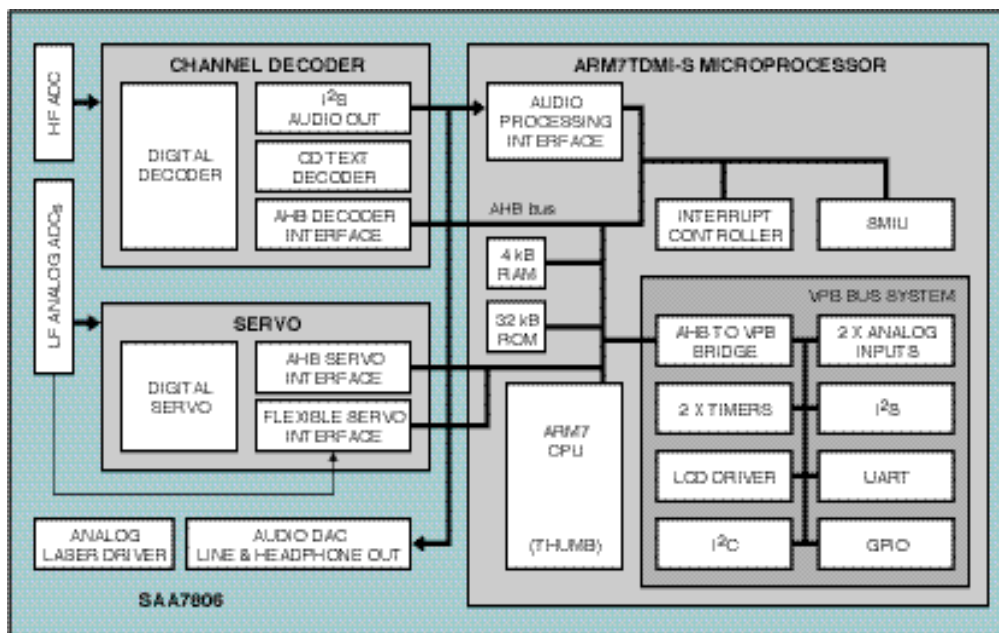 CHANNEL DECODER
HF ADC
DIGITAL
DECODER
I²S
AUDIO OUT
CD TEXT
DECODER
AHB DECODER
INTERFACE
LF ANALOG ADCs
SERVO
DIGITAL
SERVO
AHB SERVO
INTERFACE
FLEXIBLE SERVO
INTERFACE
ANALOG
LASER DRIVER
AUDIO DAC
LINE & HEADPHONE OUT
SAA7806
ARM7TDMI-S MICROPROCESSOR
AUDIO
PROCESSING
INTERFACE
AHB bus
INTERRUPT
CONTROLLER
SMIU
4 kB
RAM
32 kB
ROM
ARM7
CPU
(THUMB)
VPB BUS SYSTEM
AHB TO VPB
BRIDGE
2 X ANALOG
INPUTS
2 X TIMERS
I²S
LCD DRIVER
UART
I²C
GPIO